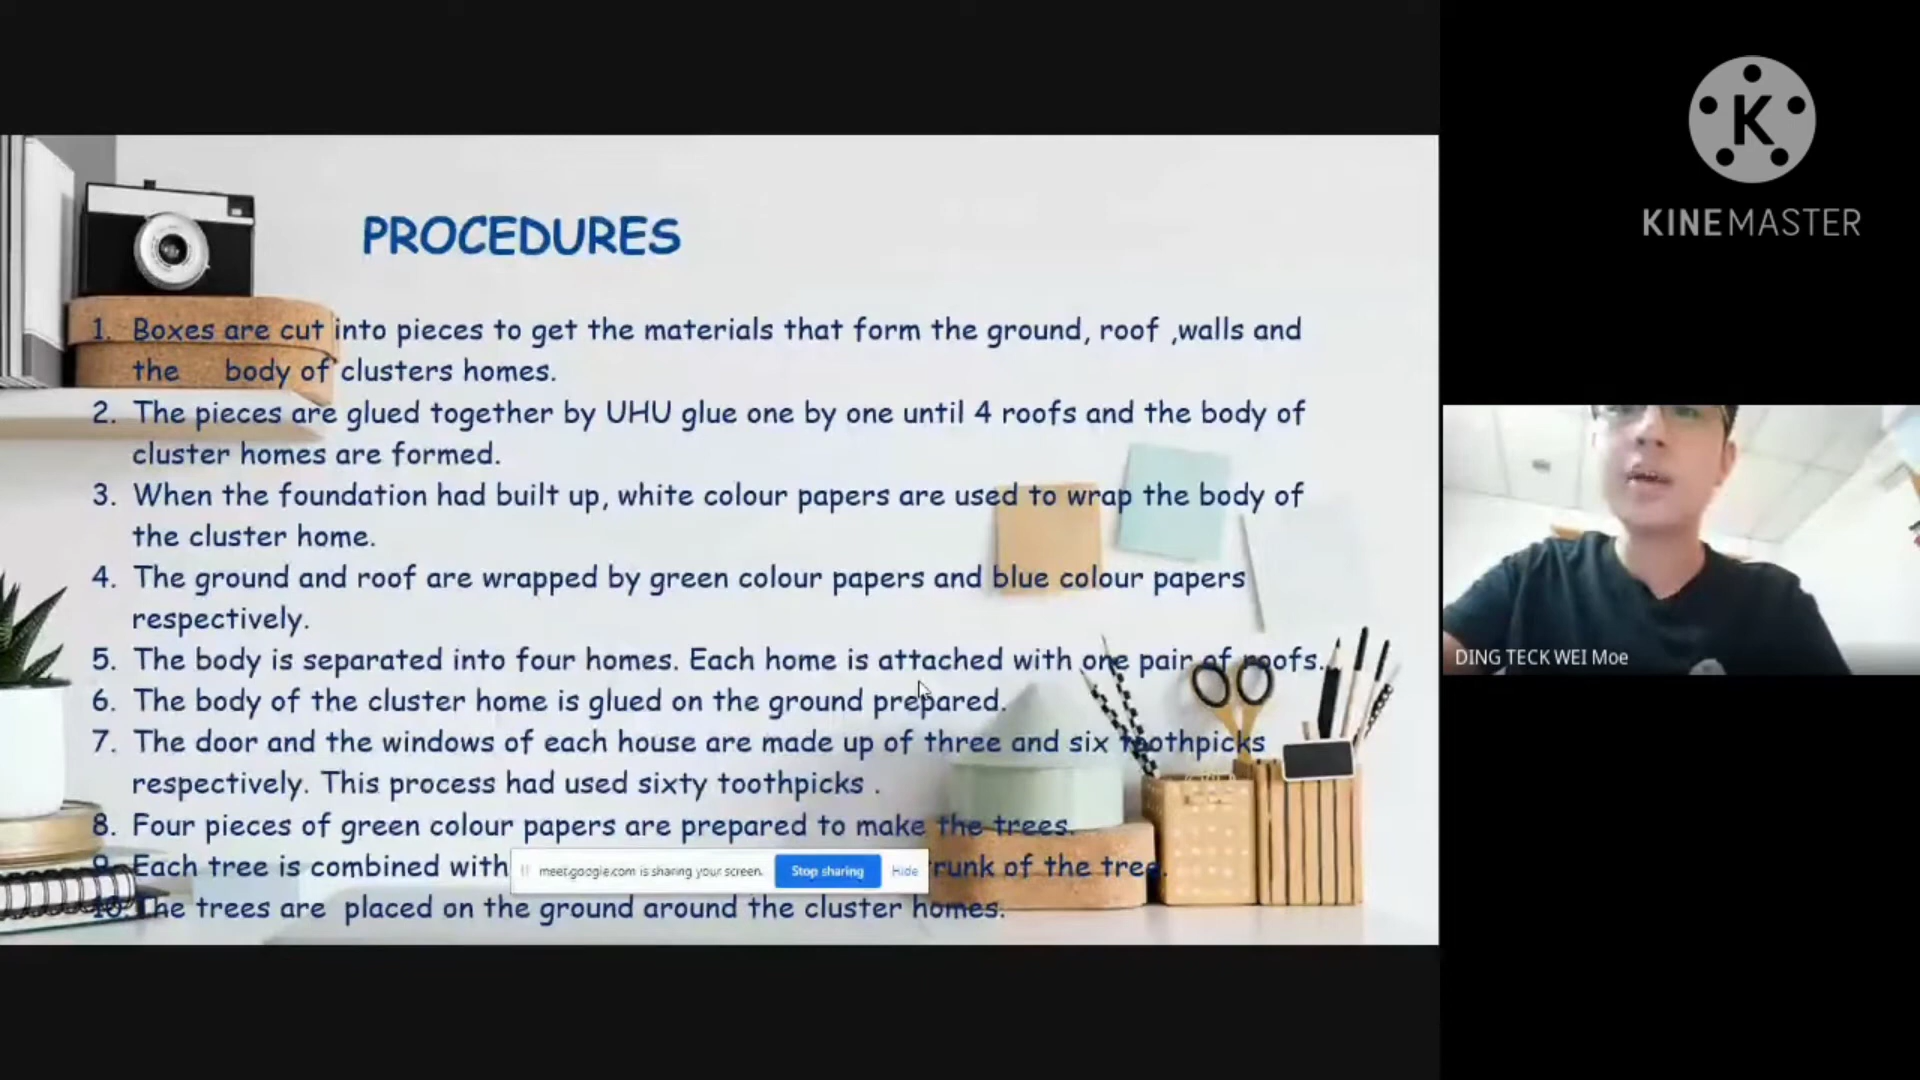 PROCEDURES
1. Boxes are cut into pieces to get the materials that form the ground, roof ,walls and
the body of clusters homes.
2. The pieces are glued together by UHU glue one by one until 4 roofs and the body of
cluster homes are formed.
3. When the foundation had built up, white colour papers are used to wrap the body of
the cluster home.
4. The ground and roof are wrapped by green colour papers and blue colour papers
respectively.
5. The body is separated into four homes. Each home is attached with one pair of roofs.
6. The body of the cluster home is glued on the ground prepared.
7. The door and the windows of each house are made up of three and six toothpicks
respectively. This process had used sixty toothpicks .
8. Four pieces of green colour papers are prepared to make the trees.
9. Each tree is combined with
meet.google.com is sharing your screen.
Stop sharing
Hide
of the tree.
10. The trees are placed on the ground around the cluster homes.
K
KINEMASTER
DING TECK WEI Moe